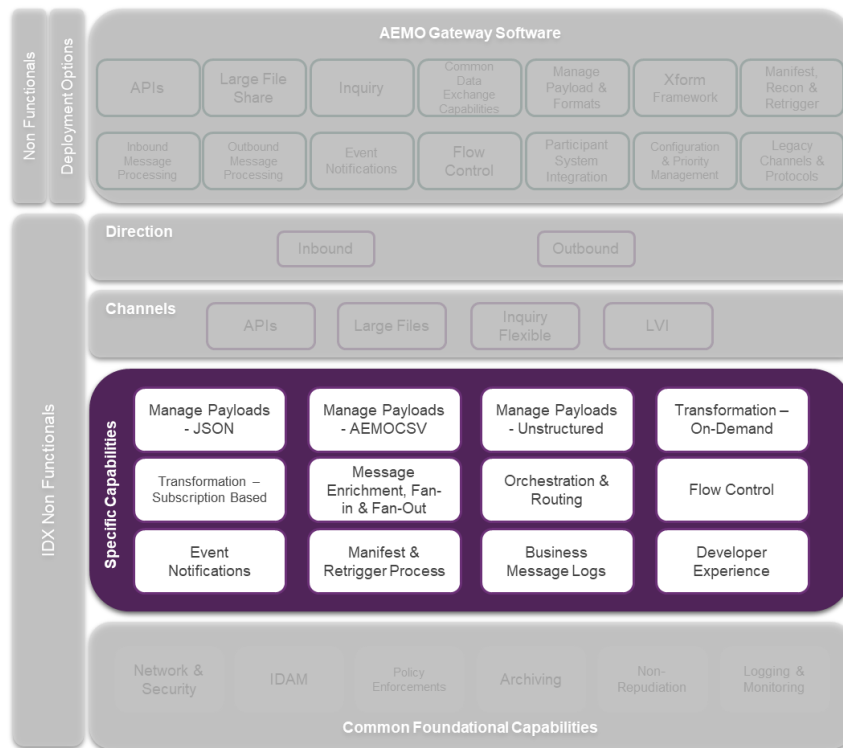 Non Functionals
Deployment Options
AEMO Gateway Software
APIs
Large File
Share
Inquiry
Common
Data
Exchange
Capabilities
Manage
Payload &
Formats
Xform
Framework
Manifest,
Recon &
Retrigger
Inbound
Message
Processing
Outbound
Message
Processing
Event
Notifications
Flow
Control
Participant
System
Integration
Configuration
& Priority
Management
Legacy
Channels &
Protocols
IDX Non Functionals
Direction
Inbound
Outbound
Channels
APIs
Large Files
Inquiry
Flexible
LVI
Specific Capabilities
Manage Payloads
- JSON
Manage Payloads
- AEMOCSV
Manage Payloads
- Unstructured
Transformation –
On-Demand
Transformation –
Subscription Based
Message
Enrichment, Fan-
in & Fan-Out
Orchestration &
Routing
Flow Control
Event
Notifications
Manifest &
Retrigger Process
Business
Message Logs
Developer
Experience
Network &
Security
IDAM
Policy
Enforcements
Archiving
Non-
Repudiation
Logging &
Monitoring
Common Foundational Capabilities